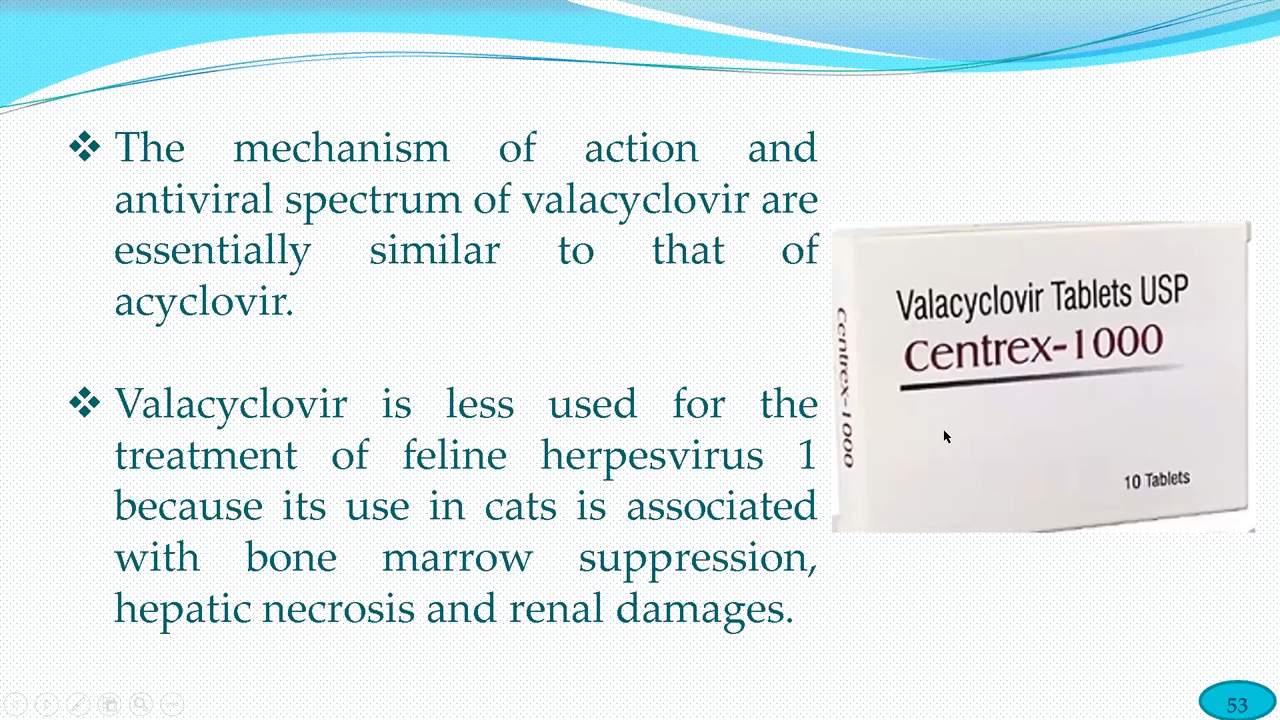 The mechanism of action and
antiviral spectrum of valacyclovir are
essentially similar to that of
acyclovir.
Valacyclovir is less used for the
treatment of feline herpesvirus 1
because its use in cats is associated
with bone marrow suppression,
hepatic necrosis and renal damages.
Valacyclovir Tablets USP
Centrex-1000
Centrex-1000
10 Tablets
53